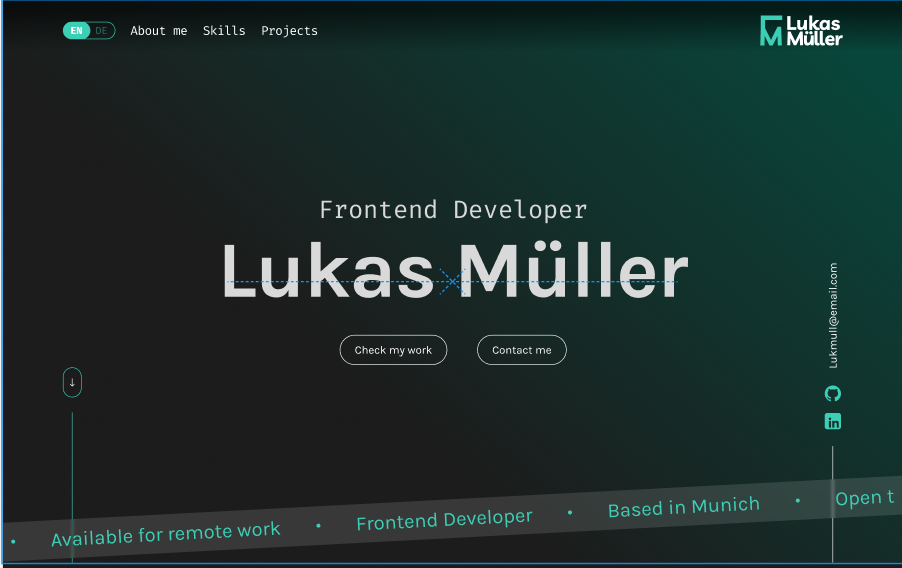 EN DE About me Skills Projects
Lukas
Müller
Frontend Developer
Lukas Müller
Check my work Contact me
Lukmull@email.com
• Available for remote work • Frontend Developer • Based in Munich • Open t